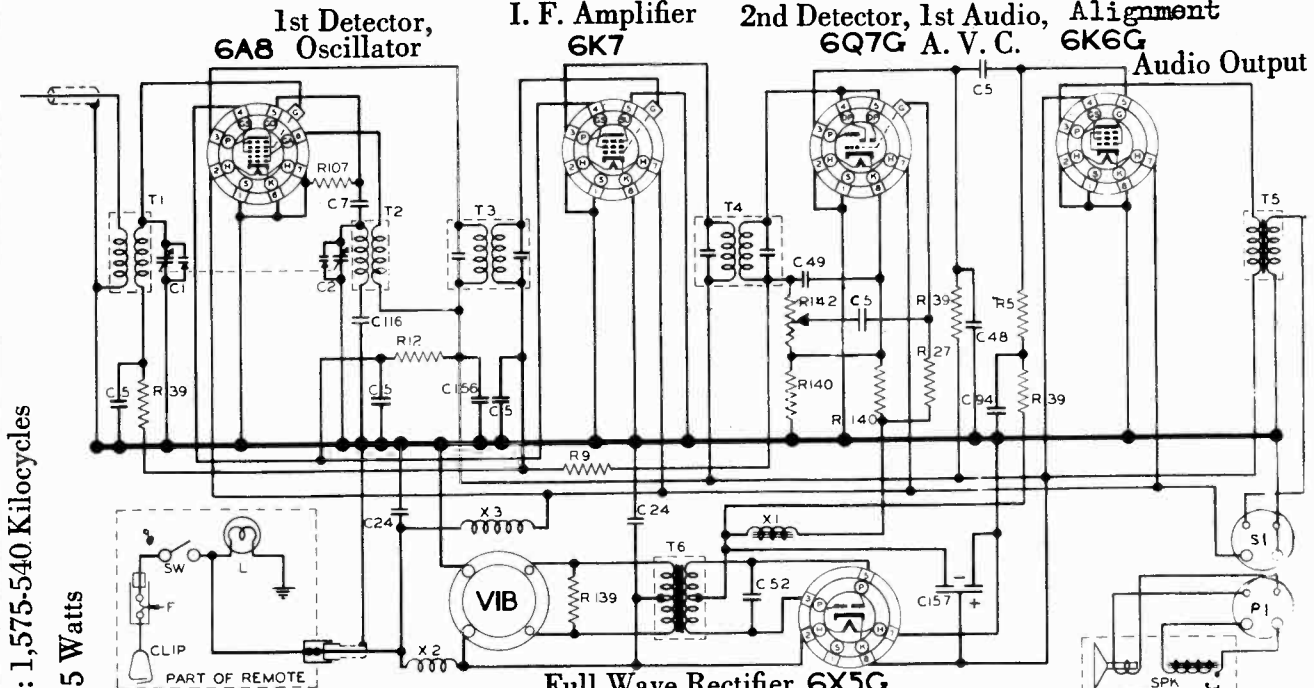 1st Detector,
Oscillator
6A8
I. F. Amplifier
6K7
2nd Detector, 1st Audio,
6Q7G A. V. C.
Alignment
6K6G
Audio Output
C5
R107
C7
T1
T2
T3
T4
T5
C1
C2
C116
C49
R142
C5
R39
C48
R5
R12
R27
C15
R139
C15
C156
C15
R140
R140
C94
R39
R9
: 1,575-540 Kilocycles
5 Watts
C24
X3
C24
X1
S1
SW
L
VIB
R139
T6
C52
C157
P1
F
CLIP
X2
PART OF REMOTE
SPK
Full Wave Rectifier 6X5G